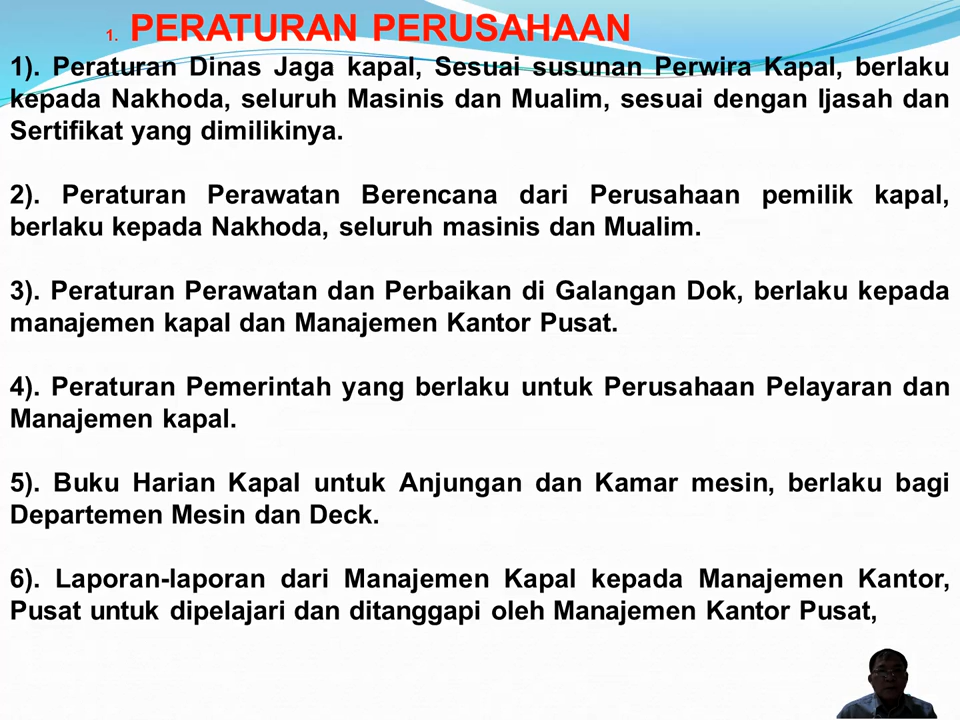 1. PERATURAN PERUSAHAAN
1). Peraturan Dinas Jaga kapal, Sesuai susunan Perwira Kapal, berlaku
kepada Nakhoda, seluruh Masinis dan Mualim, sesuai dengan Ijasah dan
Sertifikat yang dimilikinya.
2). Peraturan Perawatan Berencana dari Perusahaan pemilik kapal,
berlaku kepada Nakhoda, seluruh masinis dan Mualim.
3). Peraturan Perawatan dan Perbaikan di Galangan Dok, berlaku kepada
manajemen kapal dan Manajemen Kantor Pusat.
4). Peraturan Pemerintah yang berlaku untuk Perusahaan Pelayaran dan
Manajemen kapal.
5). Buku Harian Kapal untuk Anjungan dan Kamar mesin, berlaku bagi
Departemen Mesin dan Deck.
6). Laporan-laporan dari Manajemen Kapal kepada Manajemen Kantor,
Pusat untuk dipelajari dan ditanggapi oleh Manajemen Kantor Pusat,